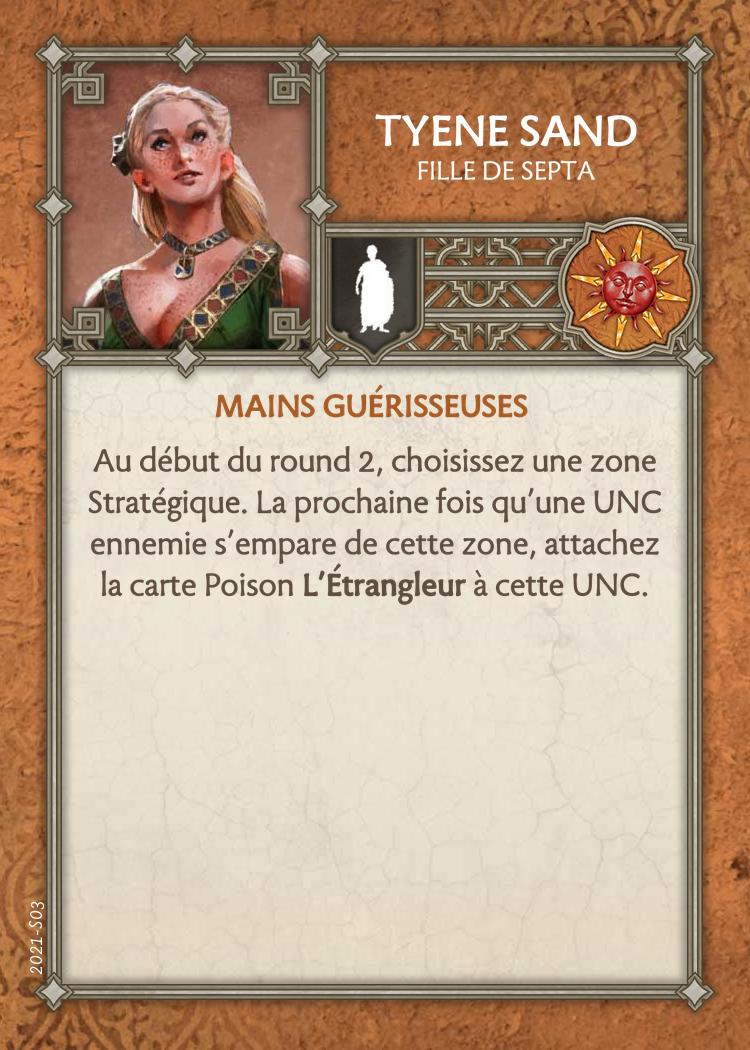 TYENE SAND
FILLE DE SEPTA
MAINS GUÉRISSEUSES
Au début du round 2, choisissez une zone
Stratégique. La prochaine fois qu’une UNC
ennemie s’empare de cette zone, attachez
la carte Poison L’Étrangleur à cette UNC.
2021-S03